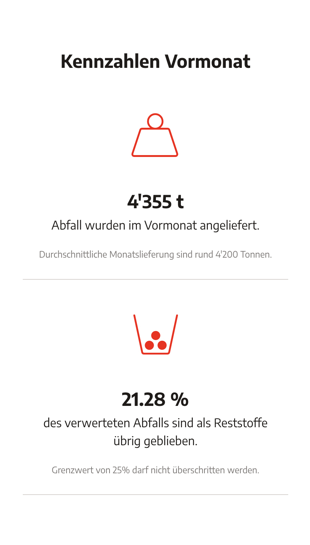 Kennzahlen Vormonat
4'355 t
Abfall wurden im Vormonat angeliefert.
Durchschnittliche Monatslieferung sind rund 4'200 Tonnen.
21.28 %
des verwerteten Abfalls sind als Reststoffe
übrig geblieben.
Grenzwert von 25% darf nicht überschritten werden.